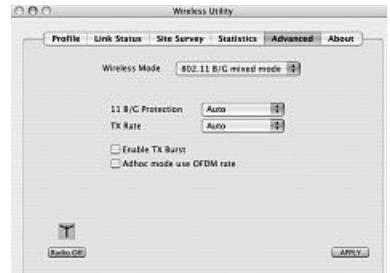 Wireless Utility
Profile Link Status Site Survey Statistics Advanced About
Wireless Mode 802.11 B/G mixed mode
11 B/G Protection Auto
TX Rate Auto
Enable TX Burst
Adhoc mode use OFDM rate
Radio Off APPLY